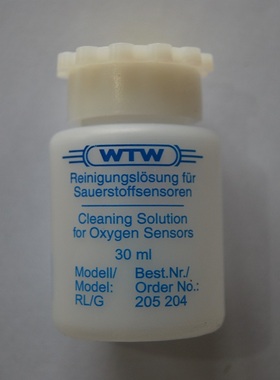 WTW
Reinigungslösung für
Sauerstoffsensoren
Cleaning Solution
for Oxygen Sensors
30 ml
Modell/ Best.Nr./
Model: Order No.:
RL/G 205 204